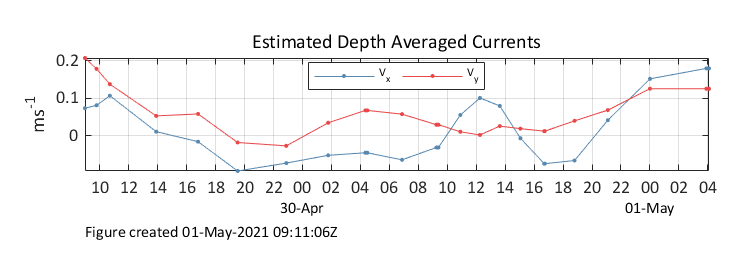 Estimated Depth Averaged Currents
Vx Vy
0.2
0.1
0
ms-1
10 12 14 16 18 20 22 00 02 04 06 08 10 12 14 16 18 20 22 00 02 04
30-Apr 01-May
Figure created 01-May-2021 09:11:06Z